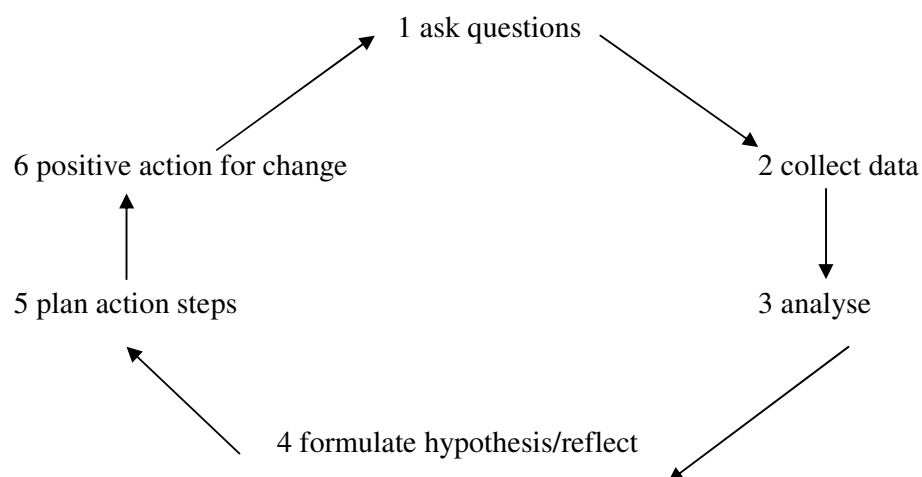 1 ask questions
6 positive action for change
2 collect data
5 plan action steps
3 analyse
4 formulate hypothesis/reflect